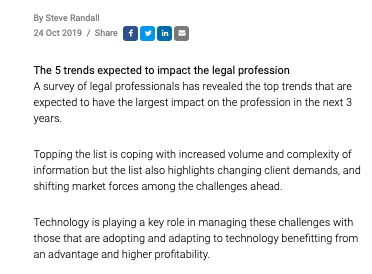 By Steve Randall
24 Oct 2019 / Share
The 5 trends expected to impact the legal profession
A survey of legal professionals has revealed the top trends that are
expected to have the largest impact on the profession in the next 3
years.
Topping the list is coping with increased volume and complexity of
information but the list also highlights changing client demands, and
shifting market forces among the challenges ahead.
Technology is playing a key role in managing these challenges with
those that are adopting and adapting to technology benefitting from
an advantage and higher profitability.